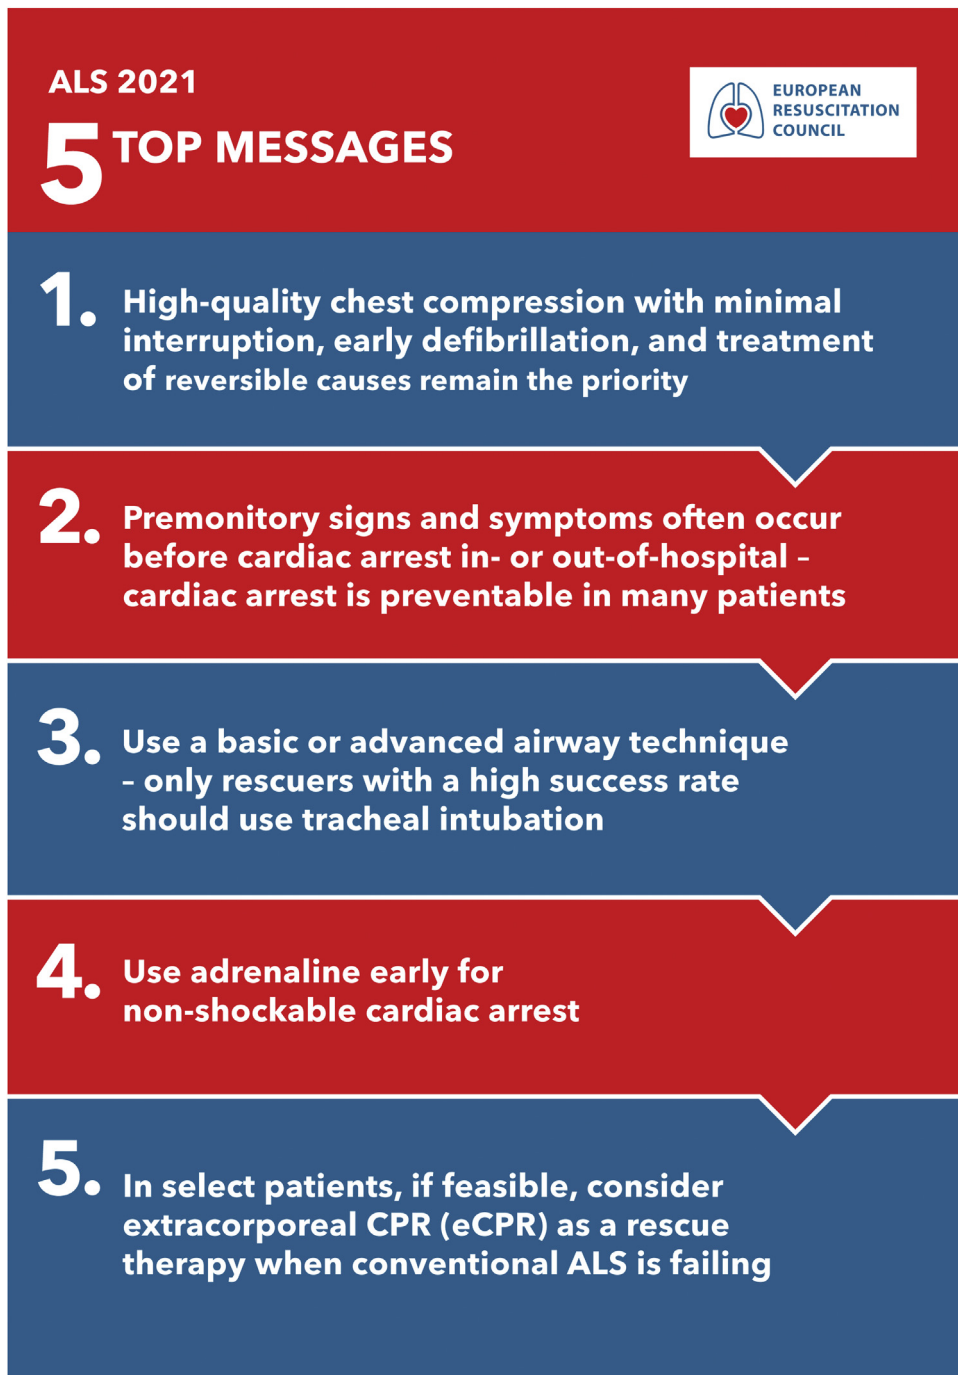 ALS 2021
5 TOP MESSAGES
EUROPEAN
RESUSCITATION
COUNCIL
1. High-quality chest compression with minimal
interruption, early defibrillation, and treatment
of reversible causes remain the priority
2. Premonitory signs and symptoms often occur
before cardiac arrest in- or out-of-hospital –
cardiac arrest is preventable in many patients
3. Use a basic or advanced airway technique
– only rescuers with a high success rate
should use tracheal intubation
4. Use adrenaline early for
non-shockable cardiac arrest
5. In select patients, if feasible, consider
extracorporeal CPR (eCPR) as a rescue
therapy when conventional ALS is failing